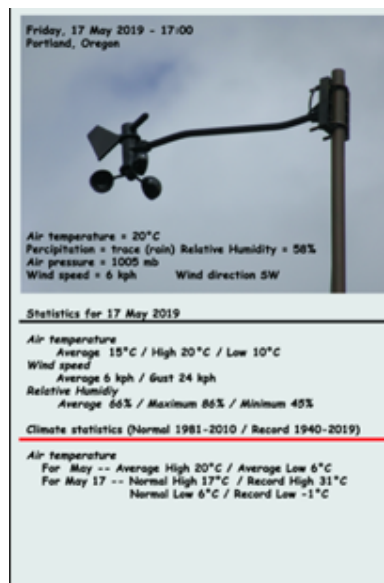 Friday, 17 May 2019 - 17:00
Portland, Oregon
Air temperature = 20°C
Percipitation = trace (rain) Relative Humidity = 58%
Air pressure = 1005 mb
Wind speed = 6 kph Wind direction SW
Statistics for 17 May 2019
Air temperature
Average 15°C / High 20°C / Low 10°C
Wind speed
Average 6 kph / Gust 24 kph
Relative Humidiy
Average 66% / Maximum 86% / Minimum 45%
Climate statistics (Normal 1981-2010 / Record 1940-2019)
Air temperature
For May -- Average High 20°C / Average Low 6°C
For May 17 -- Normal High 17°C / Record High 31°C
Normal Low 6°C / Record Low -1°C